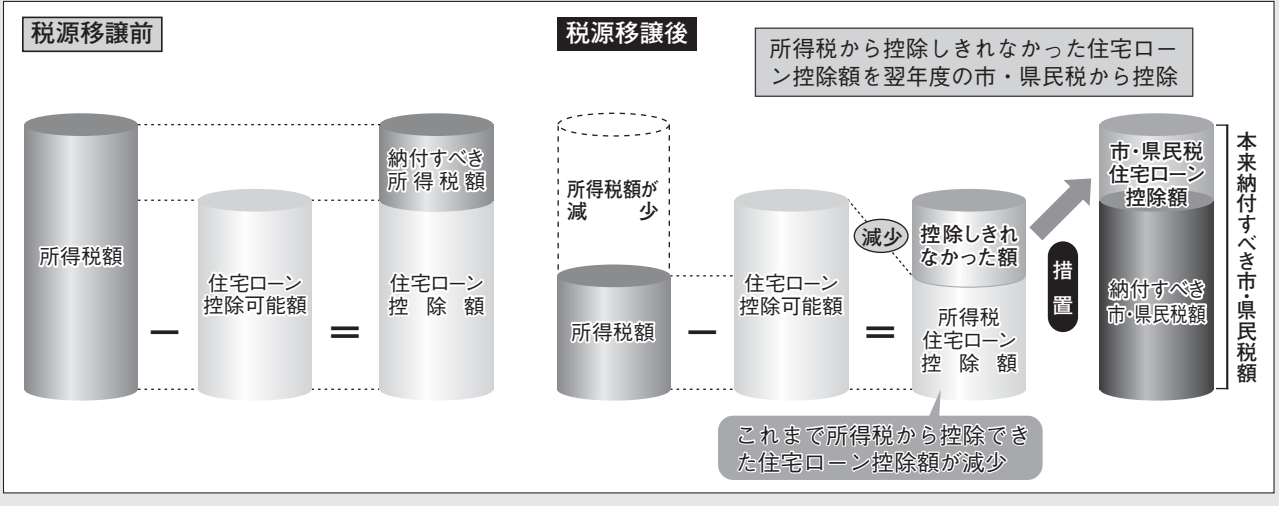 税源移譲前
所得税額
－
住宅ローン
控除可能額
＝
納付すべき
所得税額
住宅ローン
控除額
税源移譲後
所得税から控除しきれなかった住宅ロー
ン控除額を翌年度の市・県民税から控除
所得税額が
減少
所得税額
－
住宅ローン
控除可能額
＝
減少
控除しきれ
なかった額
所得税
住宅ローン
控除額
これまで所得税から控除でき
た住宅ローン控除額が減少
措置
市・県民税
住宅ローン
控除額
納付すべき
市・県民税額
本来納付すべき市・県民税額